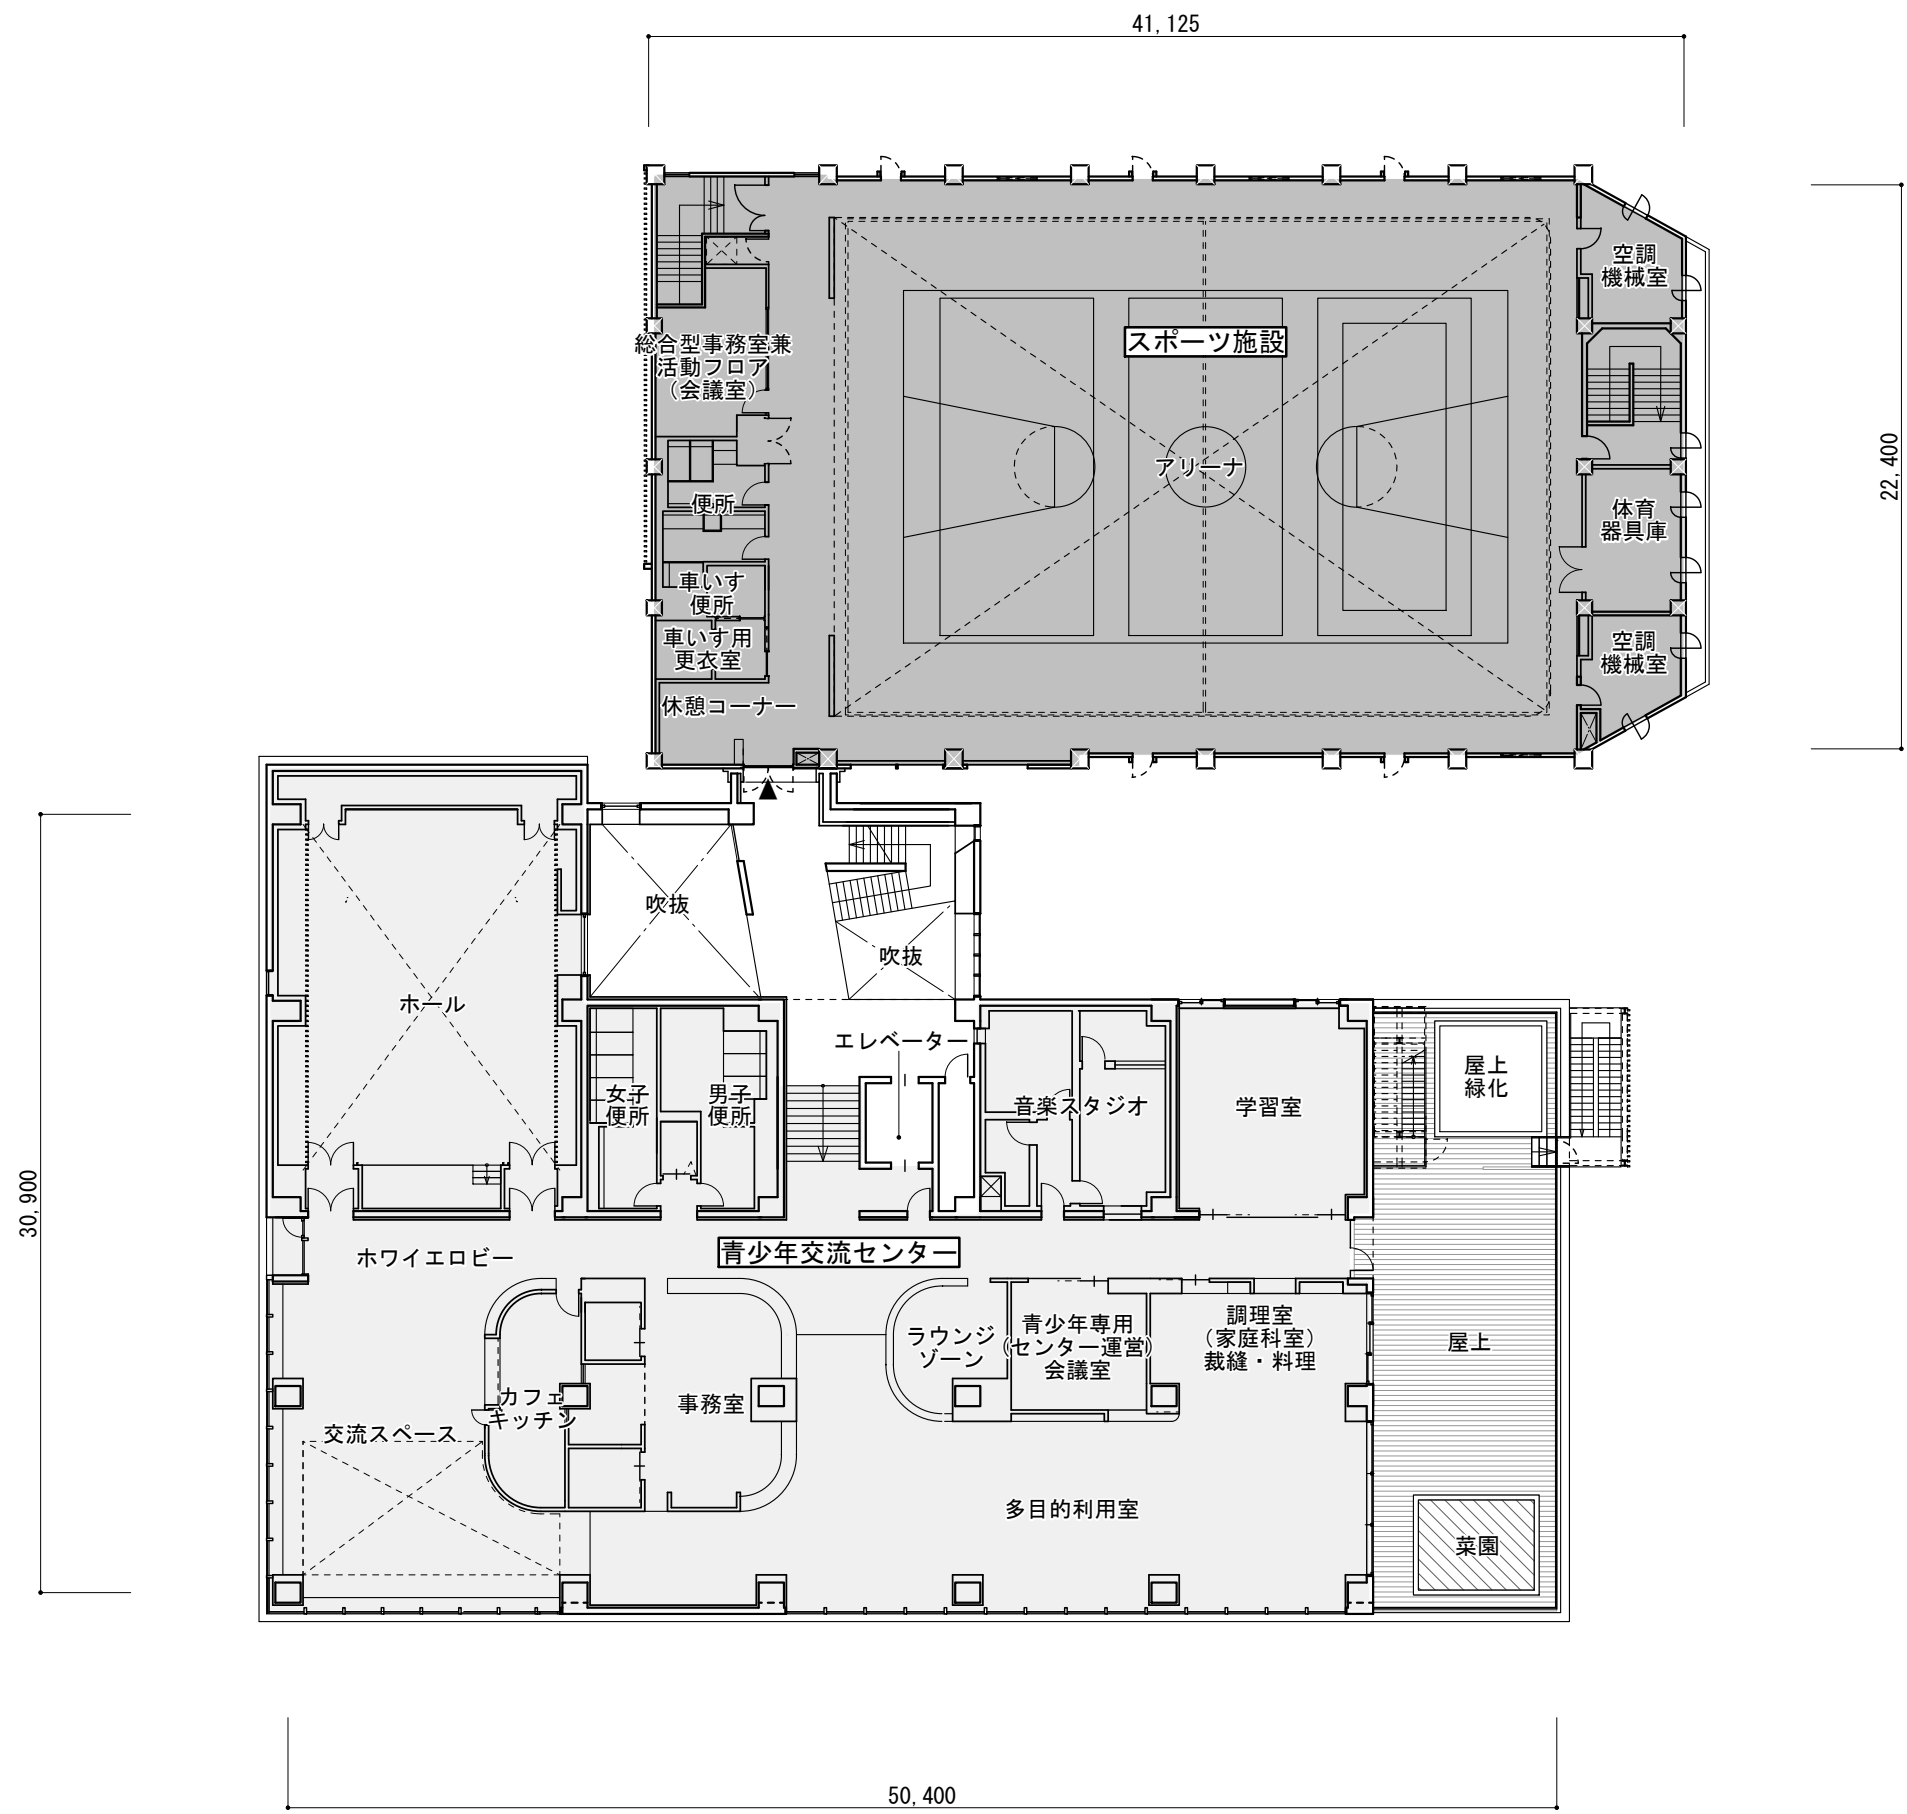 41,125
空調
機械室
スポーツ施設
総合型事務室兼
活動フロア
(会議室)
22,400
アリーナ
便所
体育
器具庫
車いす
便所
車いす用
更衣室
空調
機械室
休憩コーナー
吹抜
吹抜
ホール
エレベーター
屋上
緑化
女子
便所
男子
便所
音楽スタジオ
学習室
30,900
ホワイエロビー
青少年交流センター
ラウンジ
ゾーン
青少年専用
(センター運営)
会議室
調理室
(家庭科室)
裁縫・料理
屋上
カフェ
キッチン
事務室
交流スペース
多目的利用室
菜園
50,400